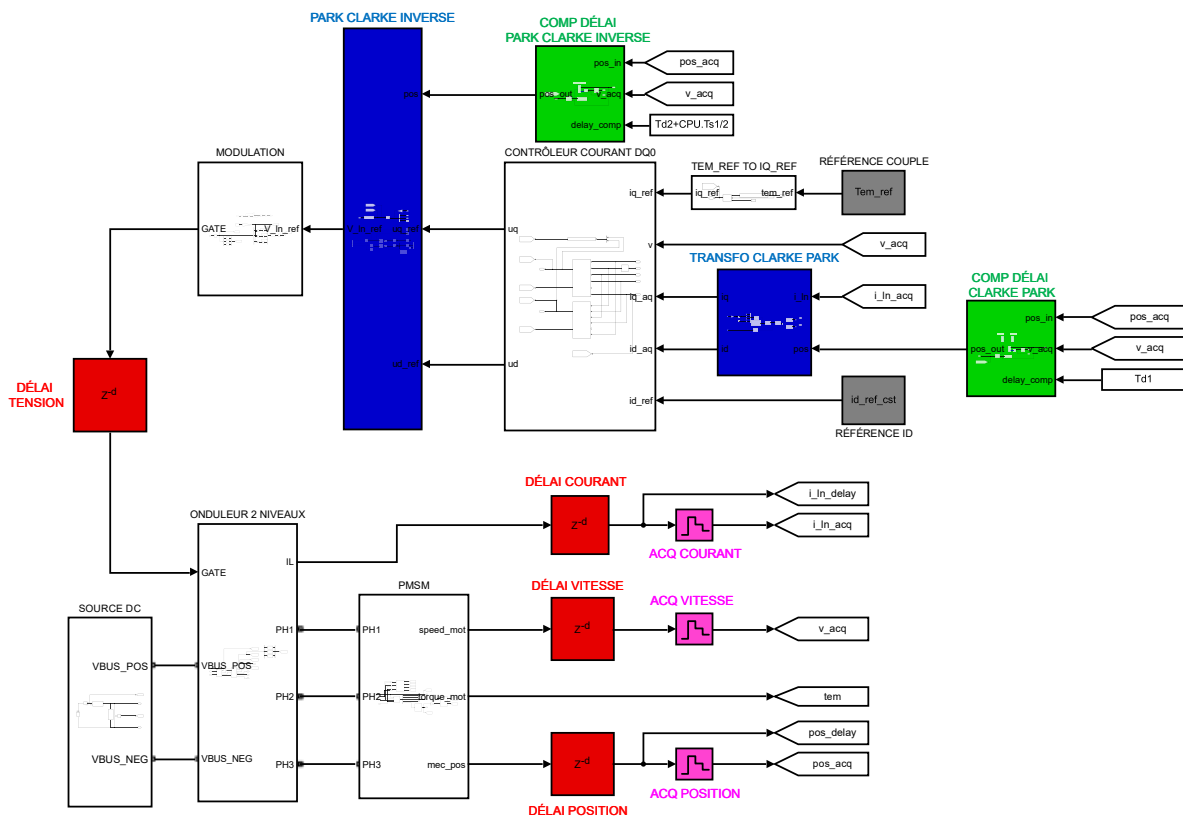 PARK CLARKE INVERSE
COMP DÉLAI
PARK CLARKE INVERSE
pos_in
pos_acq
pos
pos_out
v_acq
v_acq
delay_comp
Td2+CPU.Ts1/2
MODULATION
CONTRÔLEUR COURANT DQ0
TEM_REF TO IQ_REF
RÉFÉRENCE COUPLE
iq_ref
iq_ref
tem_ref
Tem_ref
GATE
V_ln_ref
uq
v
v_acq
TRANSFO CLARKE PARK
COMP DÉLAI
CLARKE PARK
iq_aq
i_ln_acq
pos_in
pos_acq
ud_ref
ud
id_aq
pos
pos_out
v_acq
v_acq
delay_comp
Td1
DÉLAI
TENSION
z-d
id_ref
id_ref_cst
RÉFÉRENCE ID
DÉLAI COURANT
i_ln_delay
ONDULEUR 2 NIVEAUX
z-d
i_ln_acq
ACQ COURANT
IL
GATE
PMSM
DÉLAI VITESSE
ACQ VITESSE
SOURCE DC
PH1
PH1
speed_mot
z-d
v_acq
VBUS_POS
VBUS_POS
PH2
PH2
torque_mot
tem
pos_delay
VBUS_NEG
VBUS_NEG
PH3
PH3
mec_pos
z-d
pos_acq
ACQ POSITION
DÉLAI POSITION